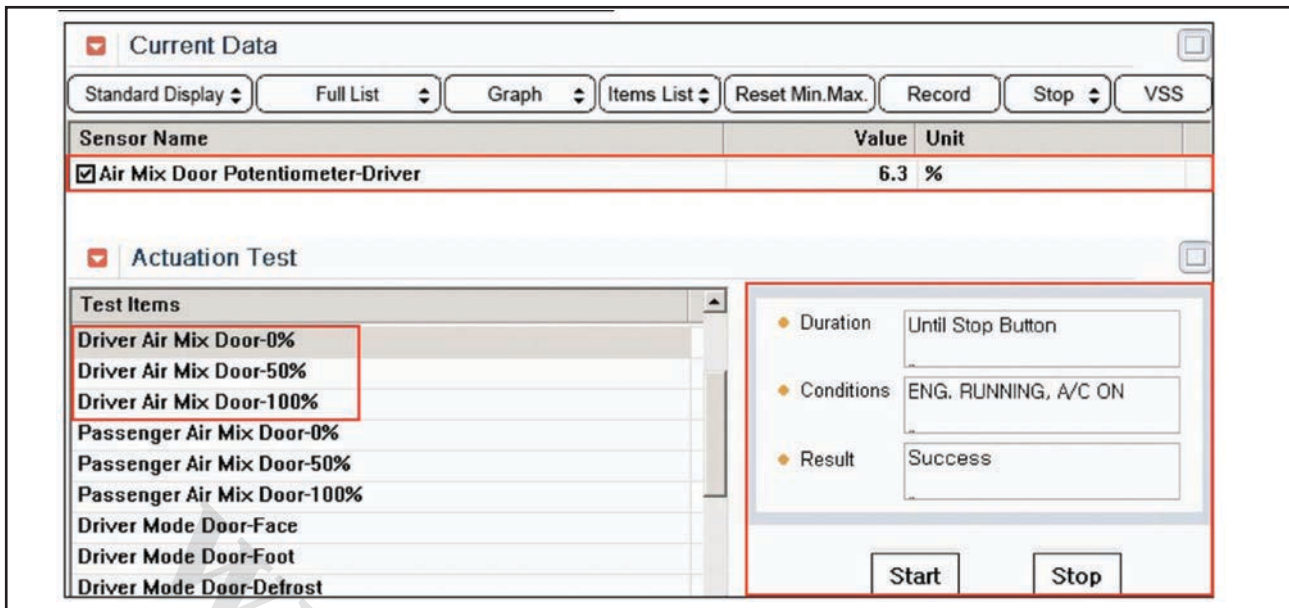 Current Data
Standard Display Full List Graph Items List Reset Min.Max. Record Stop VSS
Sensor Name Value Unit
Air Mix Door Potentiometer-Driver 6.3 %
Actuation Test
Test Items
Driver Air Mix Door-0%
Driver Air Mix Door-50%
Driver Air Mix Door-100%
Passenger Air Mix Door-0%
Passenger Air Mix Door-50%
Passenger Air Mix Door-100%
Driver Mode Door-Face
Driver Mode Door-Foot
Driver Mode Door-Defrost
Duration Until Stop Button
Conditions ENG. RUNNING, A/C ON
Result Success
Start Stop